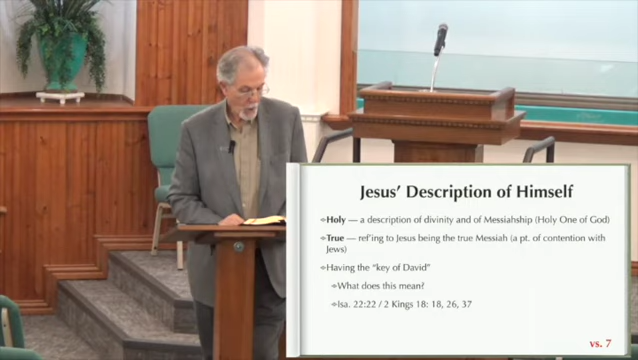 Jesus' Description of Himself
Holy — a description of divinity and of Messiahship (Holy One of God)
True — ref'ing to Jesus being the true Messiah (a pt. of contention with
Jews)
Having the "key of David"
What does this mean?
Isa. 22:22 / 2 Kings 18: 18, 26, 37
vs. 7